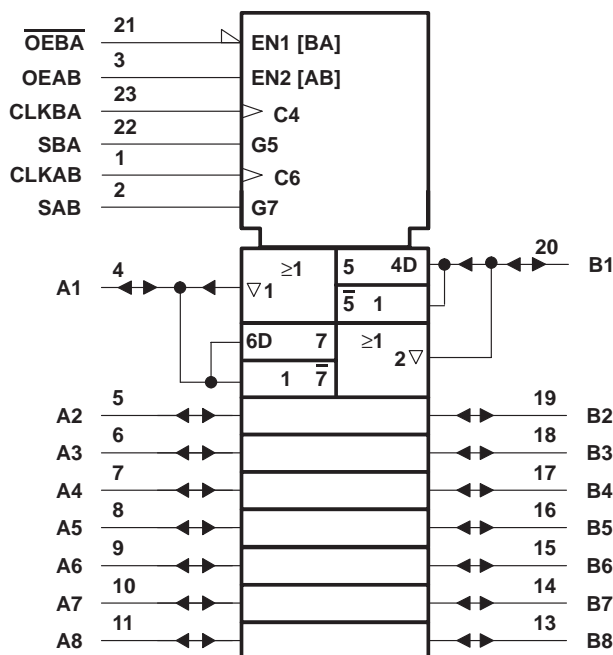 21
OEBA
EN1 [BA]
3
OEAB
EN2 [AB]
23
CLKBA
C4
22
SBA
G5
1
CLKAB
C6
2
SAB
G7
4
A1
≥1
▽1
5 4D
5̅ 1
20
B1
6D 7
1 7̅
≥1
2▽
5
A2
19
B2
6
A3
18
B3
7
A4
17
B4
8
A5
16
B5
9
A6
15
B6
10
A7
14
B7
11
A8
13
B8